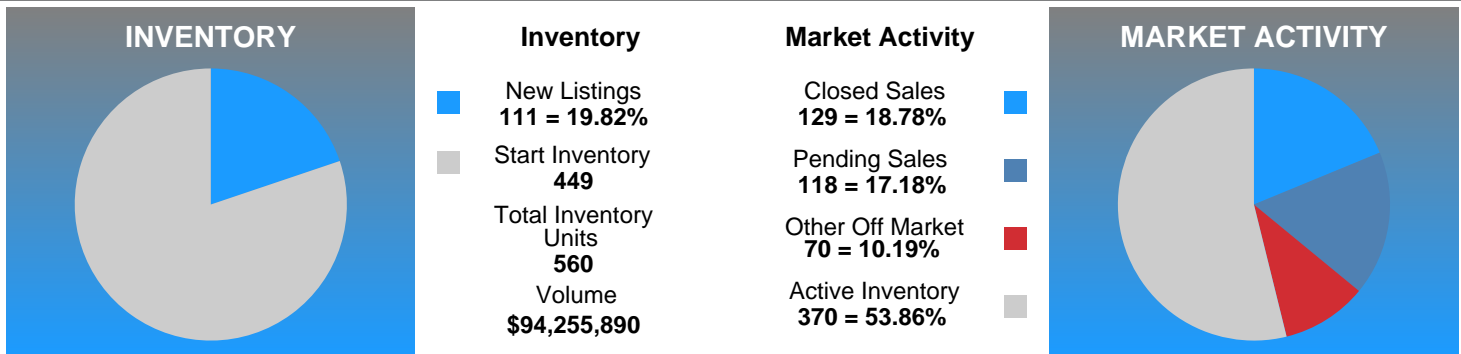 INVENTORY
Inventory
New Listings
111 = 19.82%
Start Inventory
449
Total Inventory
Units
560
Volume
$94,255,890
Market Activity
Closed Sales
129 = 18.78%
Pending Sales
118 = 17.18%
Other Off Market
70 = 10.19%
Active Inventory
370 = 53.86%
MARKET ACTIVITY